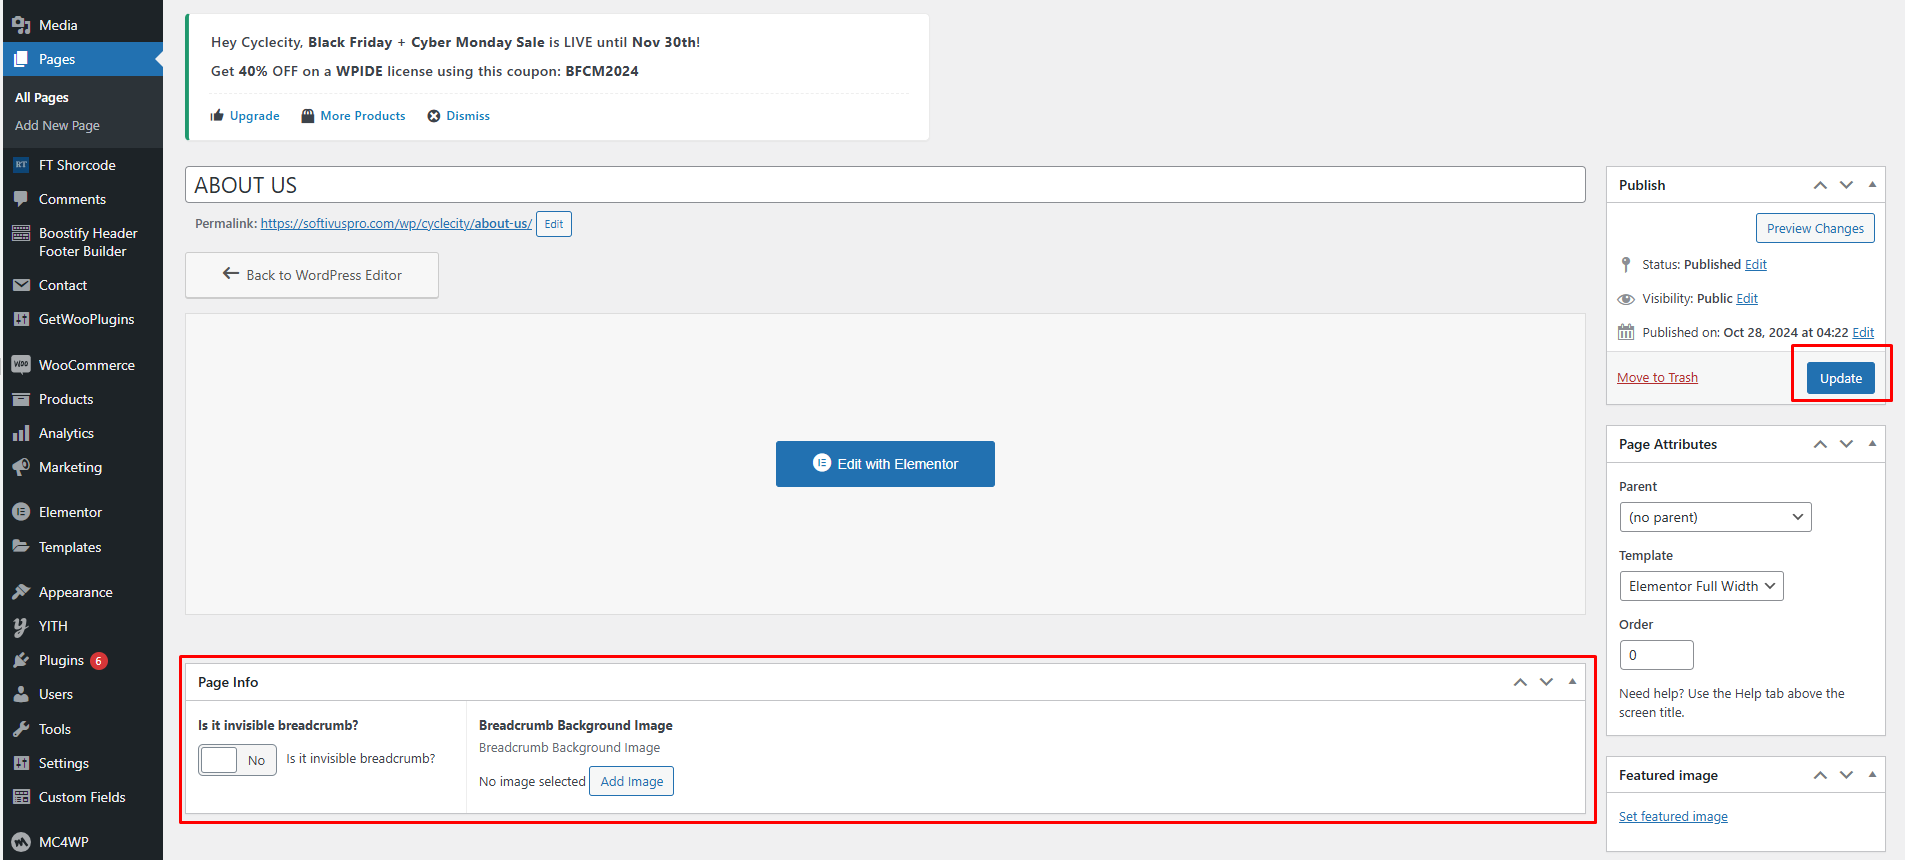 Media
Pages
All Pages
Add New Page
RT FT Shorcode
Comments
Boostify Header
Footer Builder
Contact
GetWooPlugins
WOO WooCommerce
Products
Analytics
Marketing
Elementor
Templates
Appearance
YITH
Plugins 6
Users
Tools
Settings
Custom Fields
MC4WP
Hey Cyclecity, Black Friday + Cyber Monday Sale is LIVE until Nov 30th!
Get 40% OFF on a WPIDE license using this coupon: BFCM2024
Upgrade More Products Dismiss
ABOUT US
Permalink: https://softivuspro.com/wp/cyclecity/about-us/ Edit
Back to WordPress Editor
Edit with Elementor
Page Info
Is it invisible breadcrumb?
No Is it invisible breadcrumb?
Breadcrumb Background Image
Breadcrumb Background Image
No image selected Add Image
Publish
Preview Changes
Status: Published Edit
Visibility: Public Edit
Published on: Oct 28, 2024 at 04:22 Edit
Move to Trash Update
Page Attributes
Parent
(no parent)
Template
Elementor Full Width
Order
0
Need help? Use the Help tab above the
screen title.
Featured image
Set featured image